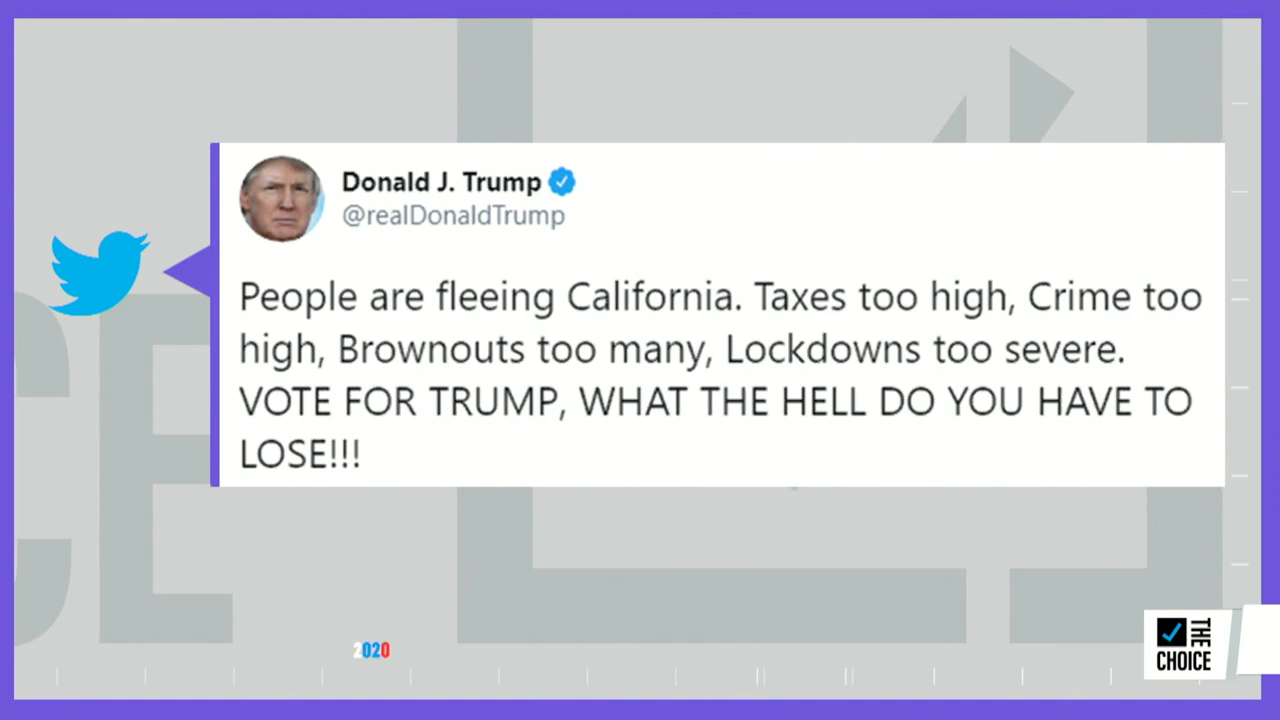 Donald J. Trump
@realDonaldTrump
People are fleeing California. Taxes too high, Crime too
high, Brownouts too many, Lockdowns too severe.
VOTE FOR TRUMP, WHAT THE HELL DO YOU HAVE TO
LOSE!!!
CE
2020
THE
CHOICE